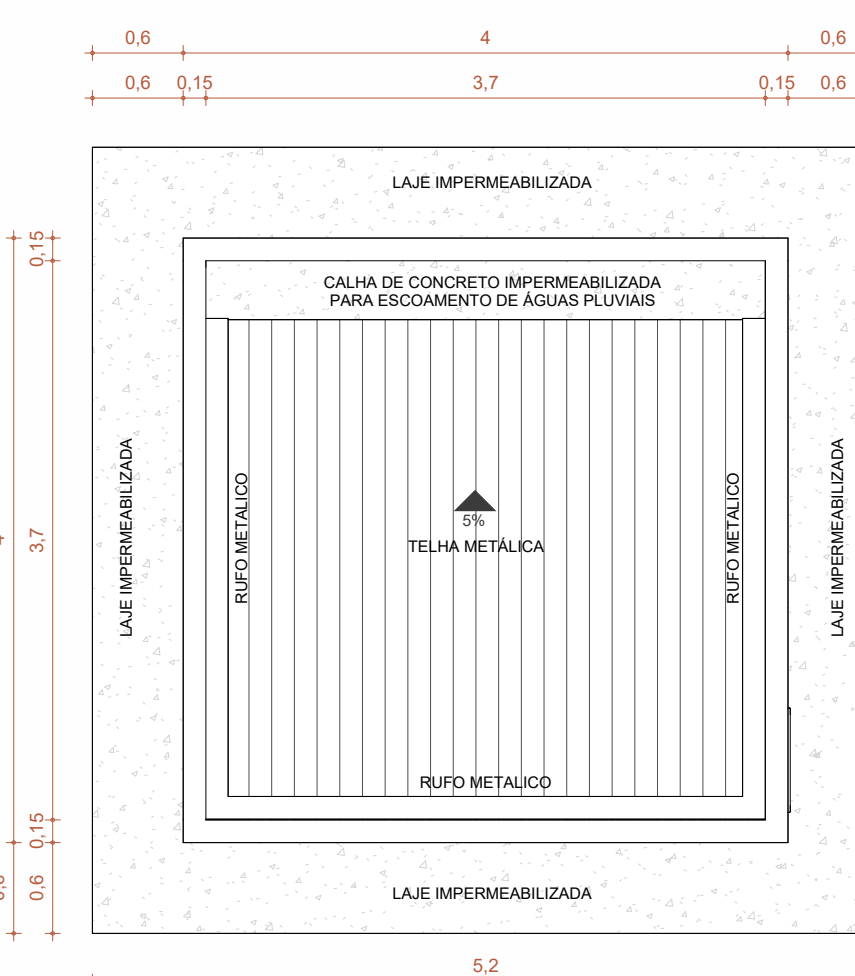 0,6 4 0,6
0,6 0,15 3,7 0,15 0,6
LAJE IMPERMEABILIZADA
0,15
CALHA DE CONCRETO IMPERMEABILIZADA
PARA ESCOAMENTO DE ÁGUAS PLUVIAIS
LAJE IMPERMEABILIZADA
RUFO METALICO
5%
TELHA METÁLICA
RUFO METALICO
LAJE IMPERMEABILIZADA
3,7
RUFO METALICO
0,15
0,6
LAJE IMPERMEABILIZADA
5,2